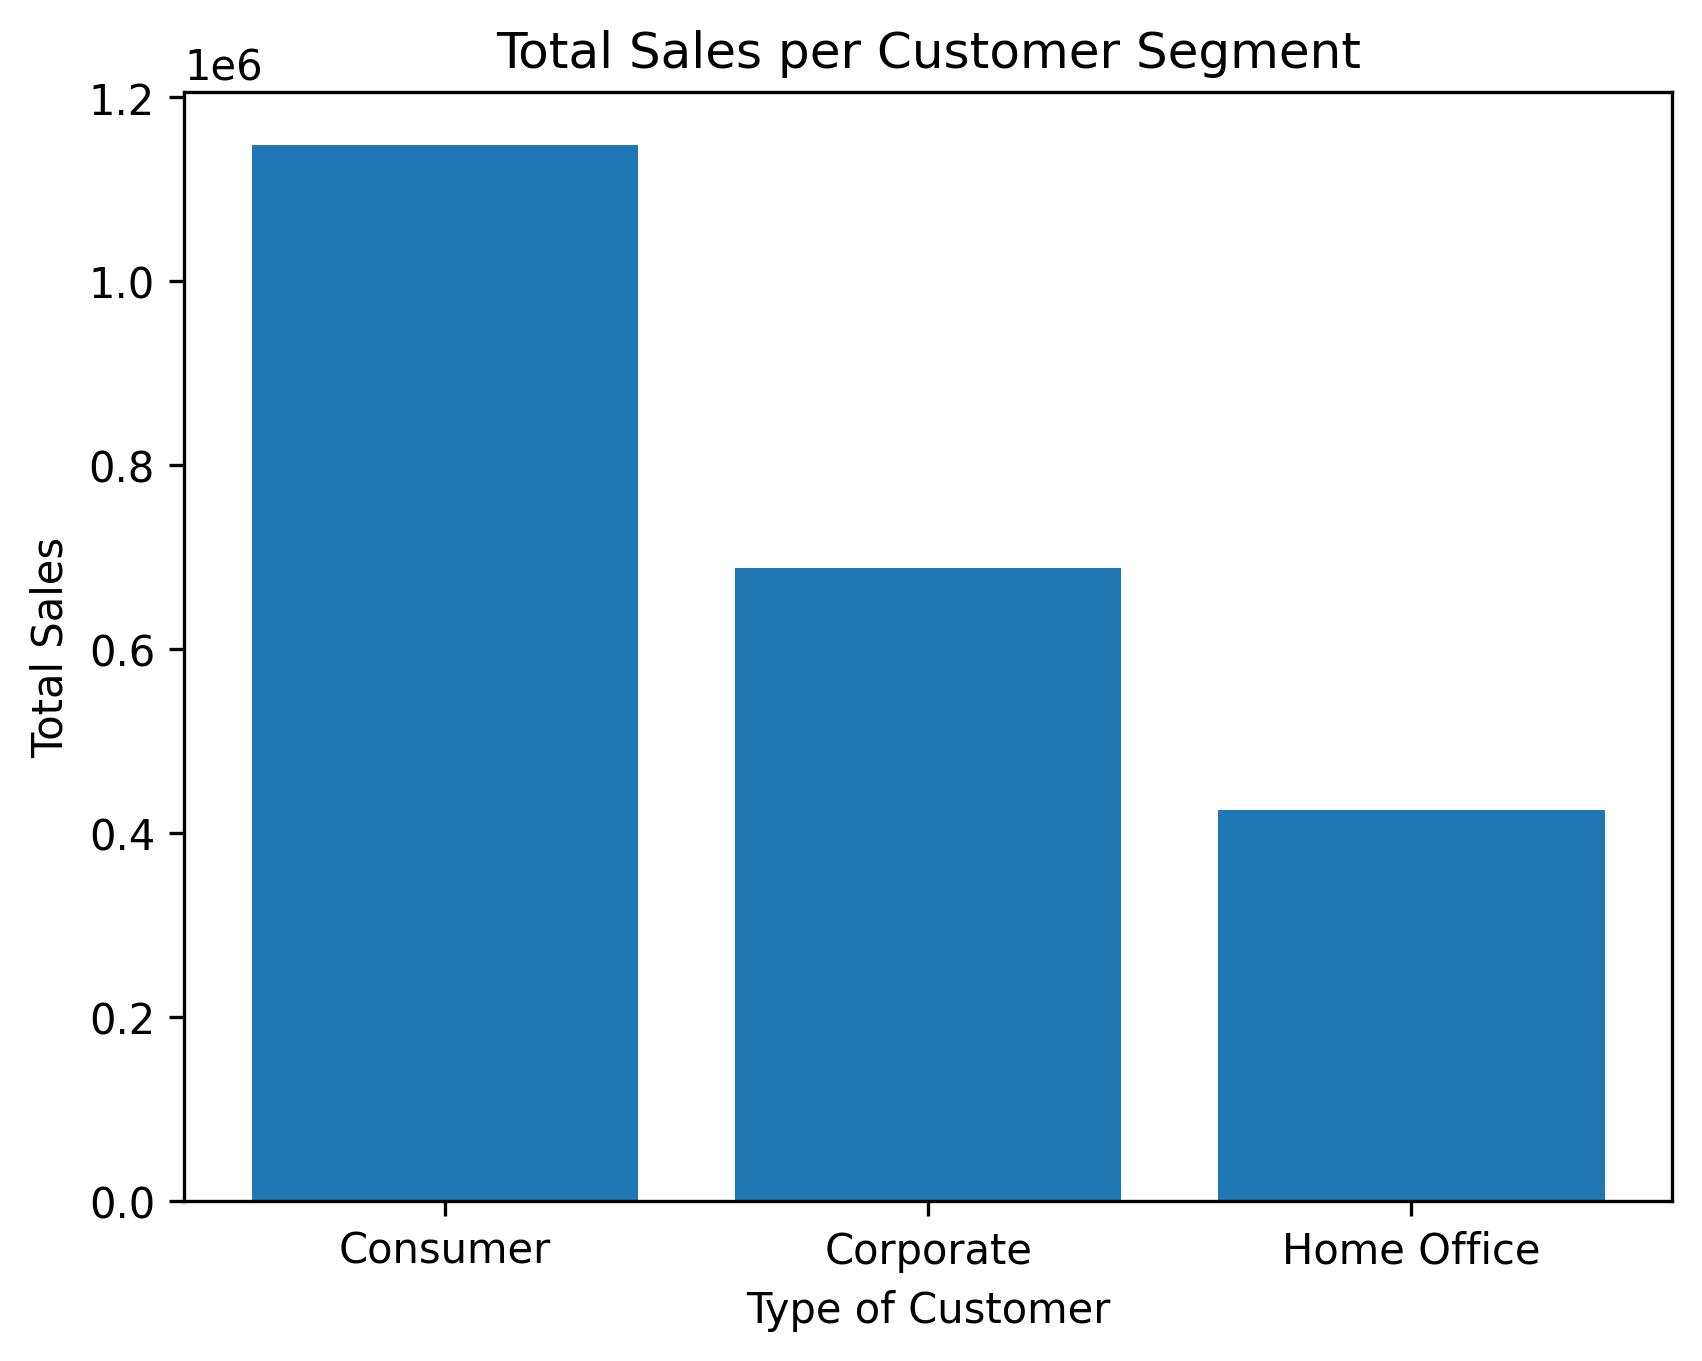 Total Sales per Customer Segment
1e6
1.2
1.0
0.8
0.6
0.4
0.2
0.0
Total Sales
Consumer
Corporate
Home Office
Type of Customer